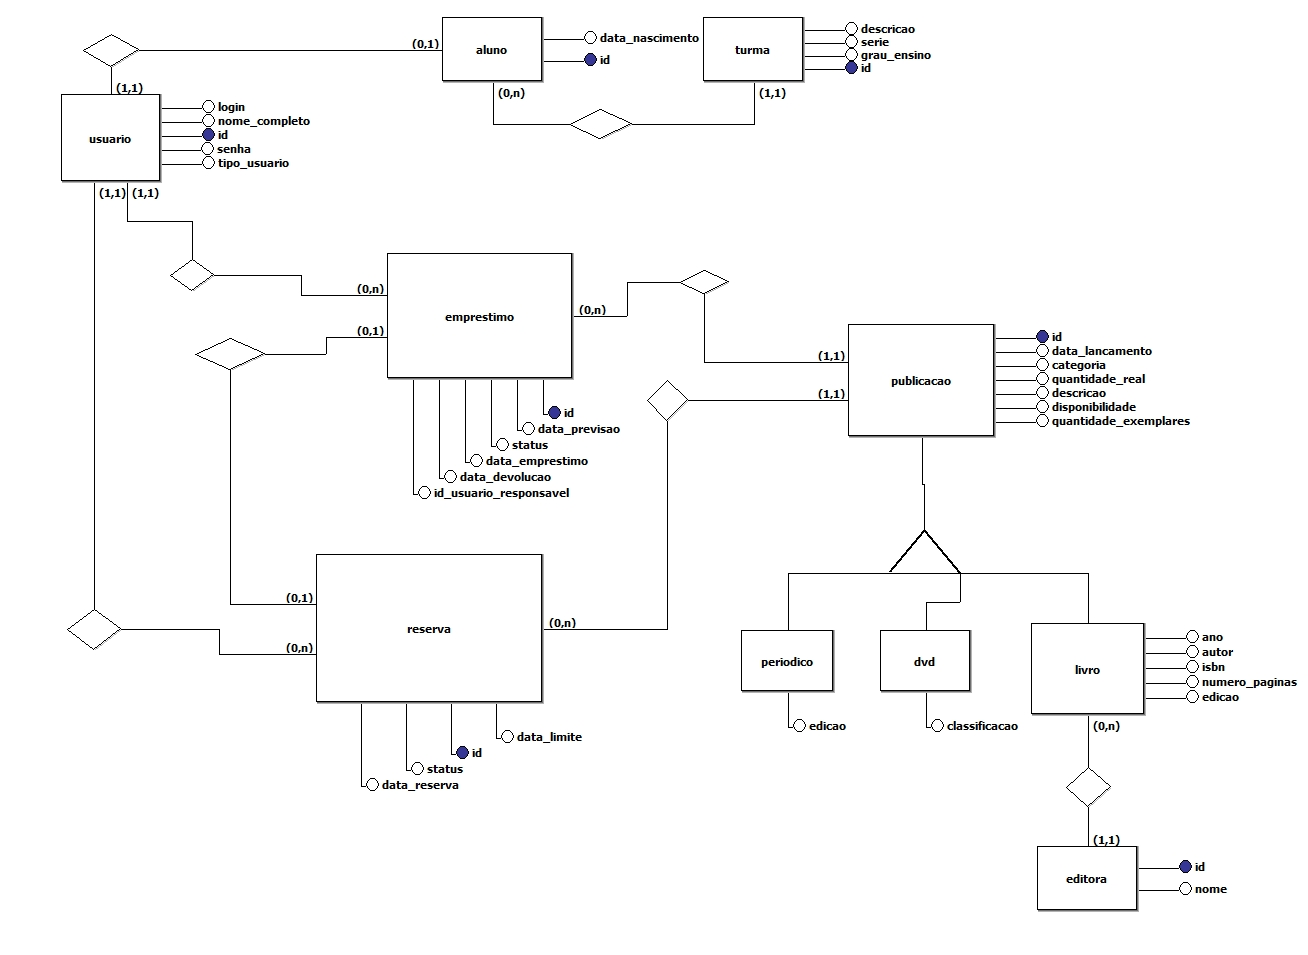 (0,1)
aluno
data_nascimento
id
turma
descricao
serie
grau_ensino
id
(0,n)
(1,1)
(1,1)
usuario
login
nome_completo
id
senha
tipo_usuario
(1,1) (1,1)
(0,n)
(0,1)
emprestimo
(0,n)
id
data_previsao
status
data_emprestimo
data_devolucao
id_usuario_responsavel
(1,1)
(1,1)
publicacao
id
data_lancamento
categoria
quantidade_real
descricao
disponibilidade
quantidade_exemplares
(0,1)
(0,n)
reserva
(0,n)
data_limite
id
status
data_reserva
periodico
edicao
dvd
classificacao
livro
ano
autor
isbn
numero_paginas
edicao
(0,n)
(1,1)
editora
id
nome